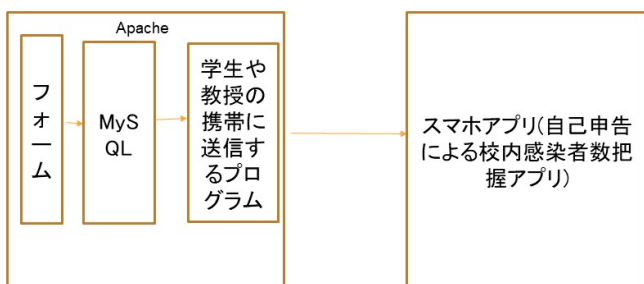 Apache
フォーム
MyS
QL
学生や
教授の
携帯に
送信す
るプロ
グラム
スマホアプリ(自己申告
による校内感染者数把
握アプリ)